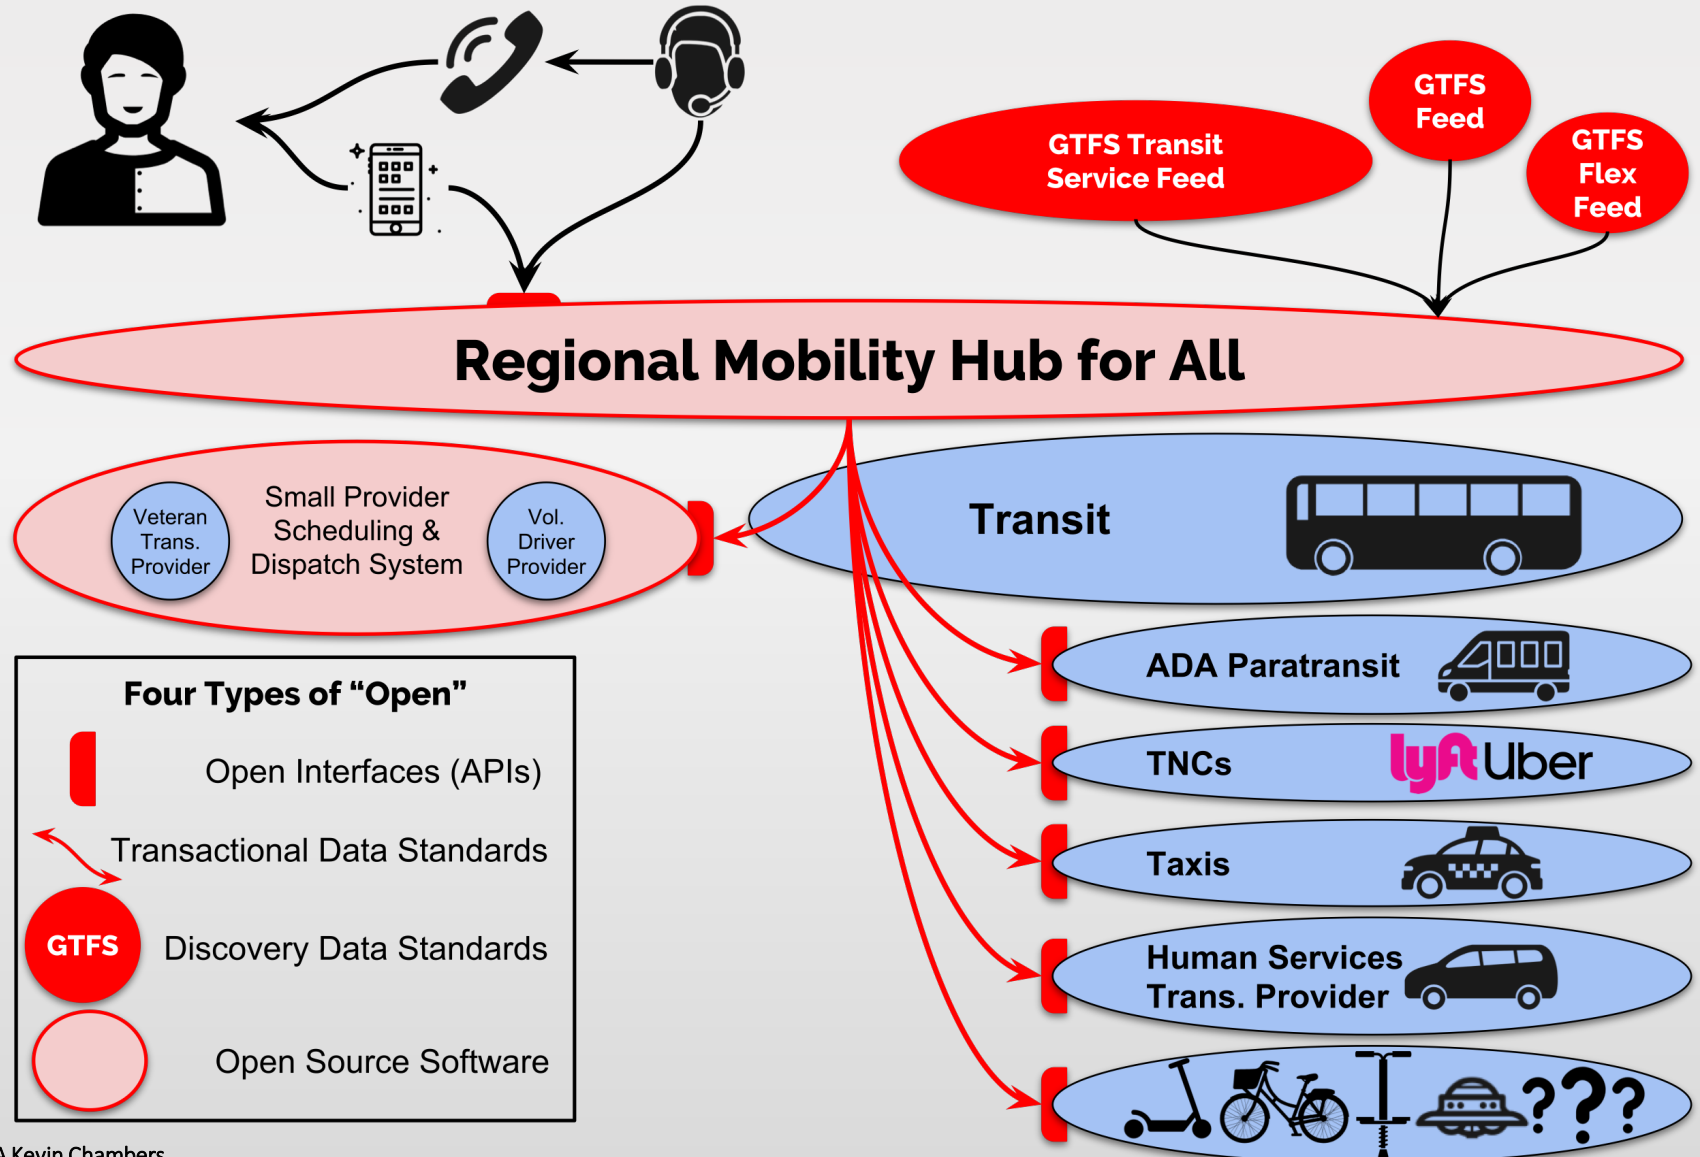 GTFS Transit
Service Feed
GTFS
Feed
GTFS
Flex
Feed
Regional Mobility Hub for All
Veteran
Trans.
Provider
Small Provider
Scheduling &
Dispatch System
Vol.
Driver
Provider
Transit
ADA Paratransit
TNCs
lyft Uber
Taxis
Human Services
Trans. Provider
???
Four Types of “Open”
Open Interfaces (APIs)
Transactional Data Standards
GTFS
Discovery Data Standards
Open Source Software
Kevin Chambers